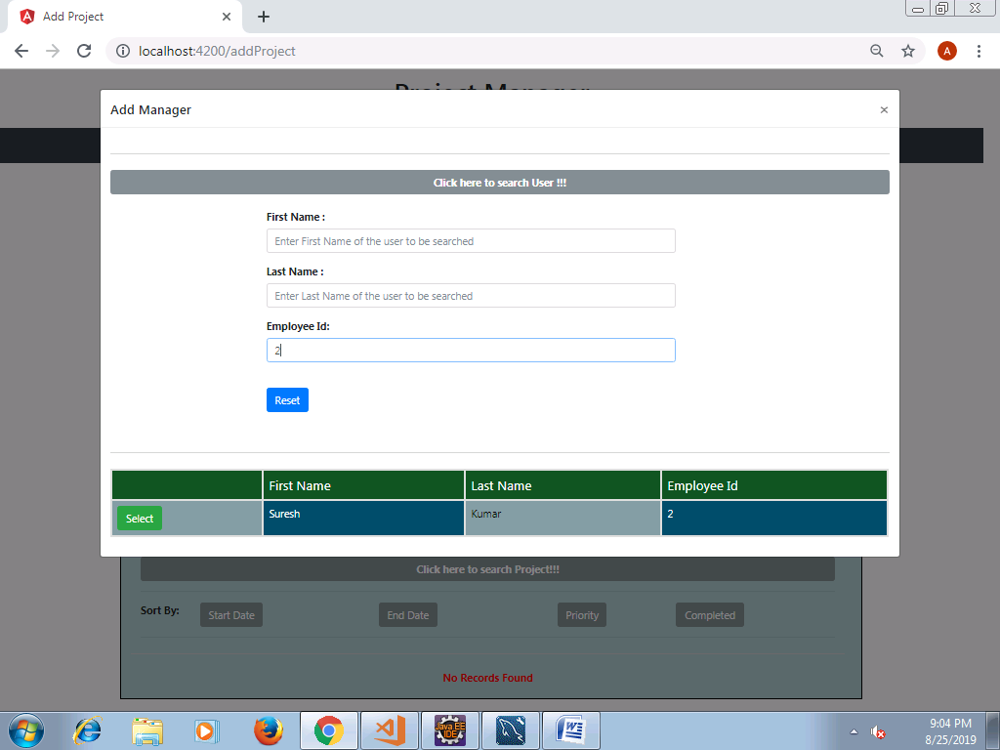 Add Project
localhost:4200/addProject
A
Project Manager
Add Manager
Click here to search User !!!
First Name :
Enter First Name of the user to be searched
Last Name :
Enter Last Name of the user to be searched
Employee Id:
2
Reset
First Name Last Name Employee Id
Select Suresh Kumar 2
Click here to search Project!!!
Sort By: Start Date End Date Priority Completed
No Records Found
Java EE
IDE
9:04 PM
8/25/2019